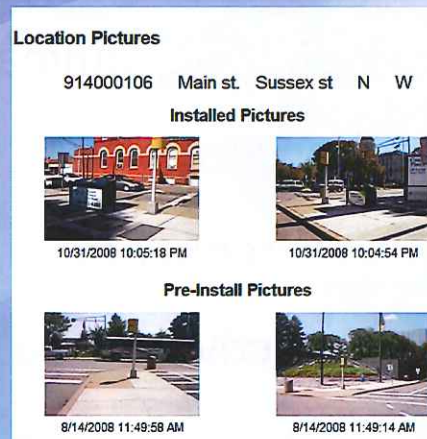 Location Pictures
914000106 Main st. Sussex st N W
Installed Pictures
10/31/2008 10:05:18 PM 10/31/2008 10:04:54 PM
Pre-Install Pictures
8/14/2008 11:49:58 AM 8/14/2008 11:49:14 AM